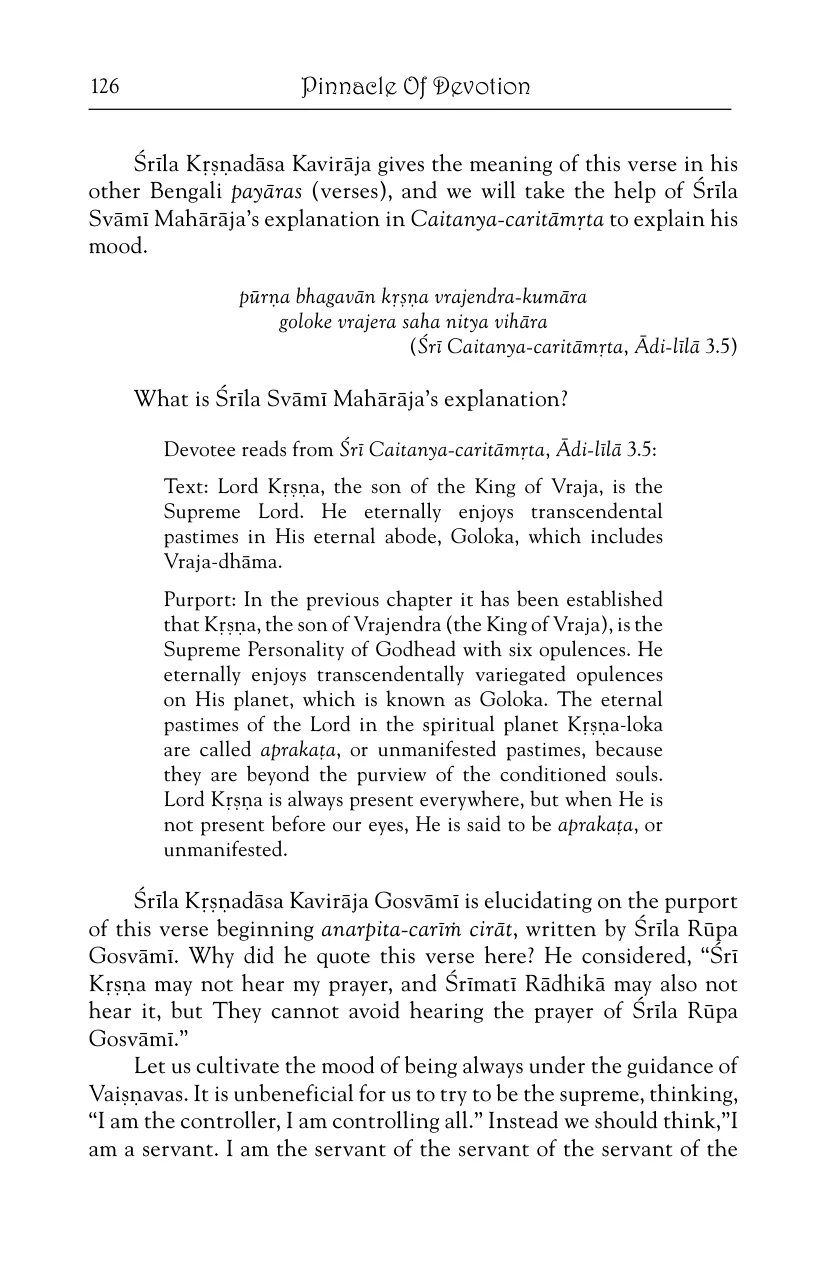 126 Pinnacle Of Devotion
Śrīla Kṛṣṇadāsa Kavirāja gives the meaning of this verse in his
other Bengali payāras (verses), and we will take the help of Śrīla
Svāmī Mahārāja’s explanation in Caitanya-caritāmṛta to explain his
mood.
pūrṇa bhagavān kṛṣṇa vrajendra-kumāra
goloke vrajera saha nitya vihāra
(Śrī Caitanya-caritāmṛta, Ādi-līlā 3.5)
What is Śrīla Svāmī Mahārāja’s explanation?
Devotee reads from Śrī Caitanya-caritāmṛta, Ādi-līlā 3.5:
Text: Lord Kṛṣṇa, the son of the King of Vraja, is the
Supreme Lord. He eternally enjoys transcendental
pastimes in His eternal abode, Goloka, which includes
Vraja-dhāma.
Purport: In the previous chapter it has been established
that Kṛṣṇa, the son of Vrajendra (the King of Vraja), is the
Supreme Personality of Godhead with six opulences. He
eternally enjoys transcendentally variegated opulences
on His planet, which is known as Goloka. The eternal
pastimes of the Lord in the spiritual planet Kṛṣṇa-loka
are called aprakaṭa, or unmanifested pastimes, because
they are beyond the purview of the conditioned souls.
Lord Kṛṣṇa is always present everywhere, but when He is
not present before our eyes, He is said to be aprakaṭa, or
unmanifested.
Śrīla Kṛṣṇadāsa Kavirāja Gosvāmī is elucidating on the purport
of this verse beginning anarpita-carīṁ cirāt, written by Śrīla Rūpa
Gosvāmī. Why did he quote this verse here? He considered, “Śrī
Kṛṣṇa may not hear my prayer, and Śrīmatī Rādhikā may also not
hear it, but They cannot avoid hearing the prayer of Śrīla Rūpa
Gosvāmī.”
Let us cultivate the mood of being always under the guidance of
Vaiṣṇavas. It is unbeneficial for us to try to be the supreme, thinking,
“I am the controller, I am controlling all.” Instead we should think,”I
am a servant. I am the servant of the servant of the servant of the